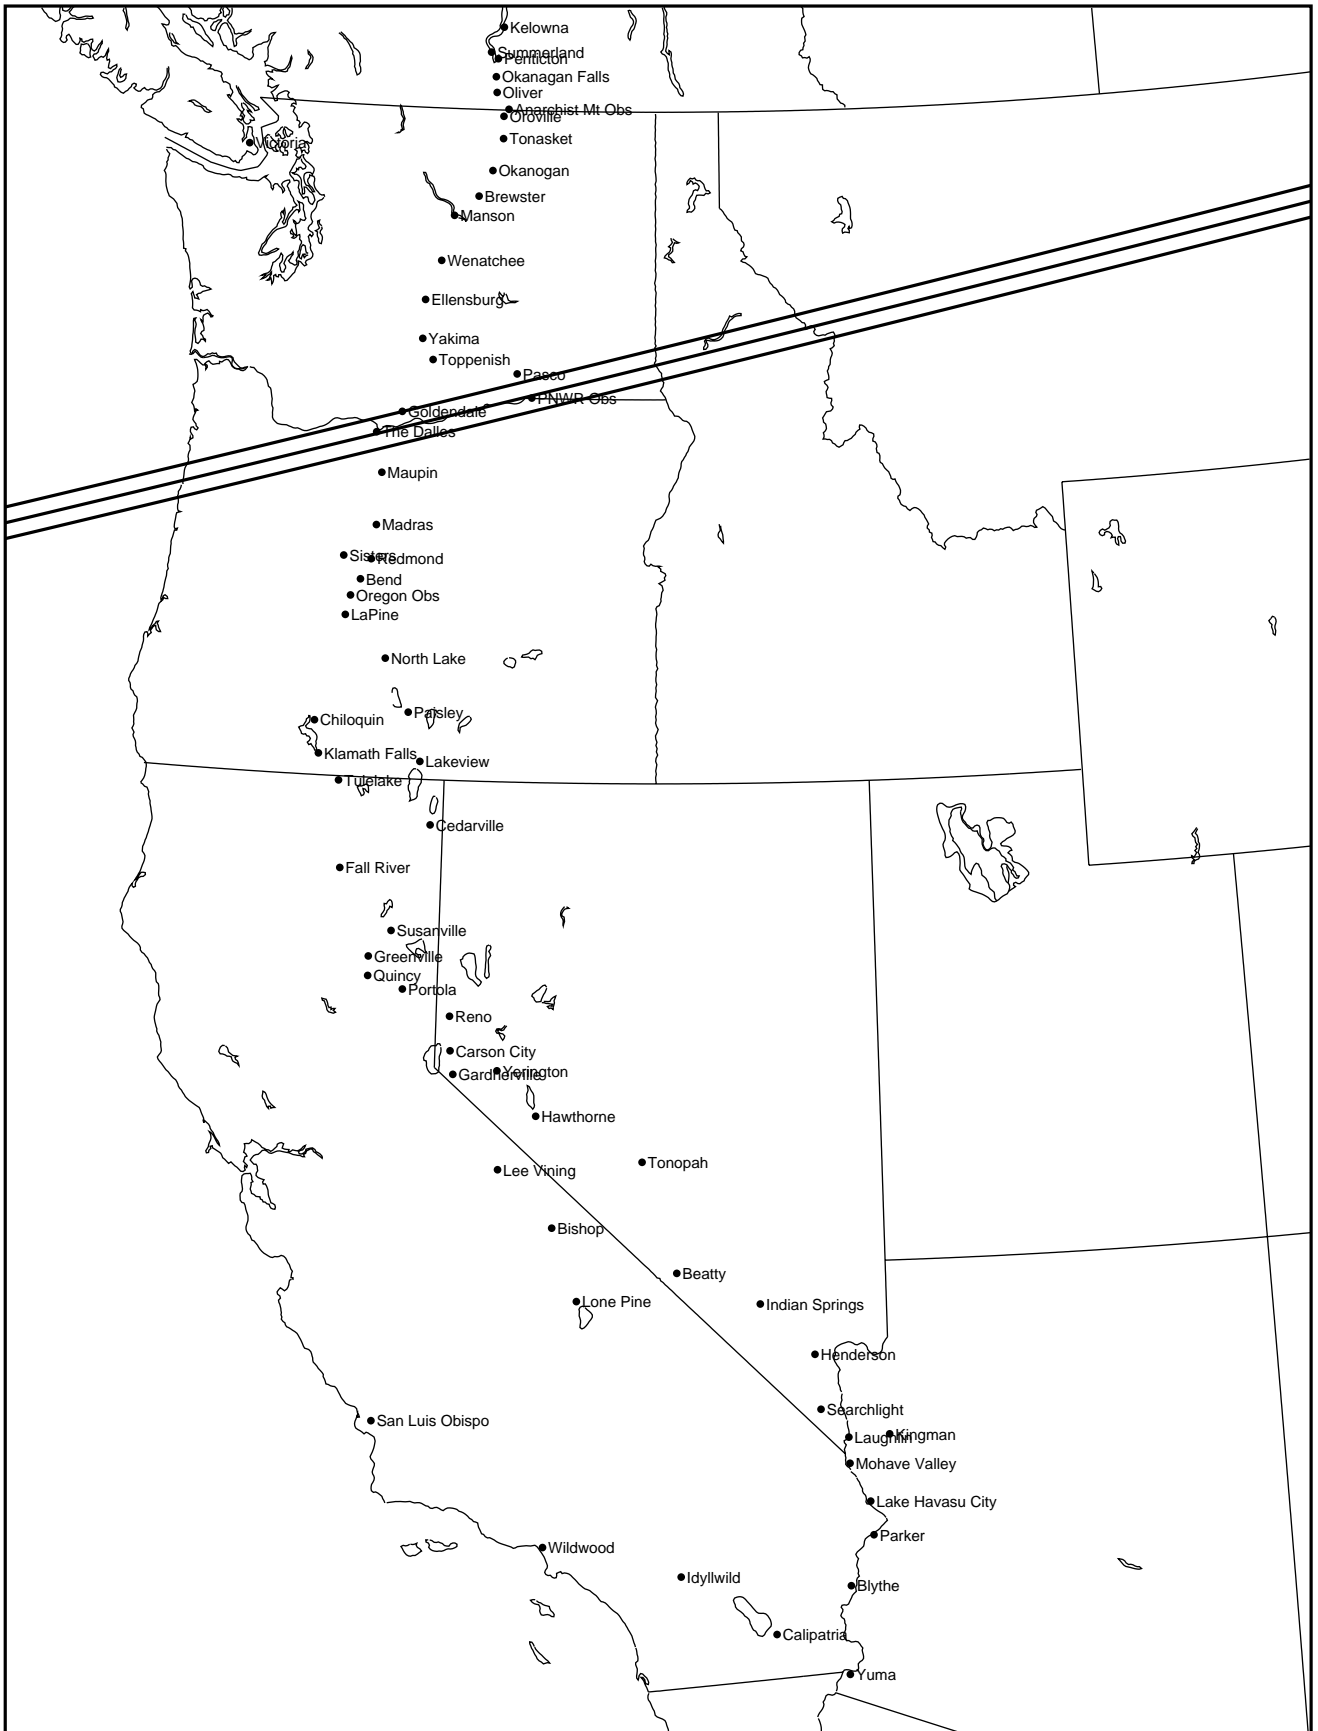 Kelowna
Summerland
Penticton
Okanagan Falls
Oliver
Anarchist Mt Obs
Oroville
Tonasket
Victoria
Okanogan
Brewster
Manson
Wenatchee
Ellensburg
Yakima
Toppenish
Pasco
PNWR Obs
Goldendale
The Dalles
Maupin
Madras
Sisters
Redmond
Bend
Oregon Obs
LaPine
North Lake
Paisley
Chiloquin
Klamath Falls
Lakeview
Tulelake
Cedarville
Fall River
Susanville
Greenville
Quincy
Portola
Reno
Carson City
Yerington
Gardnerville
Hawthorne
Tonopah
Lee Vining
Bishop
Beatty
Lone Pine
Indian Springs
Henderson
Searchlight
San Luis Obispo
Kingman
Laughlin
Mohave Valley
Lake Havasu City
Parker
Wildwood
Idyllwild
Blythe
Calipatria
Yuma